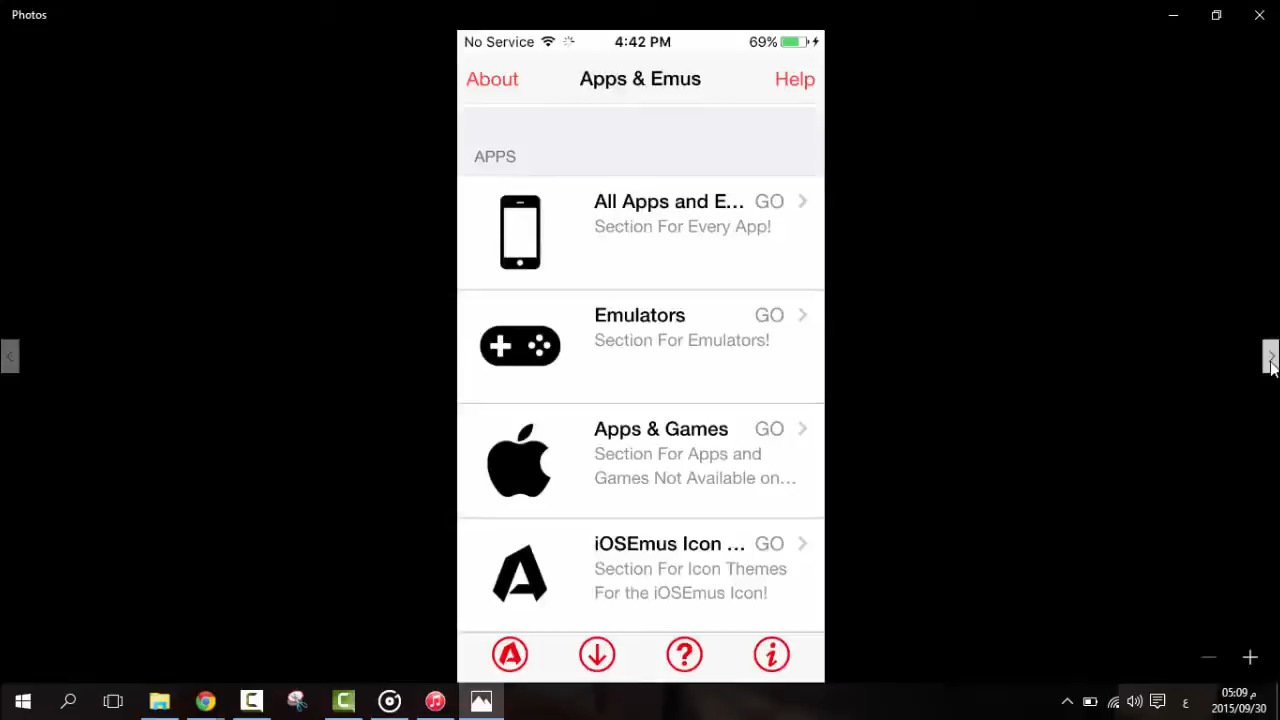 Photos
No Service 4:42 PM 69%
About Apps & Emus Help
APPS
All Apps and E... GO
Section For Every App!
Emulators GO
Section For Emulators!
Apps & Games GO
Section For Apps and
Games Not Available on...
iOSEmus Icon ... GO
Section For Icon Themes
For the iOSEmus Icon!
ع
05:09 م
2015/09/30